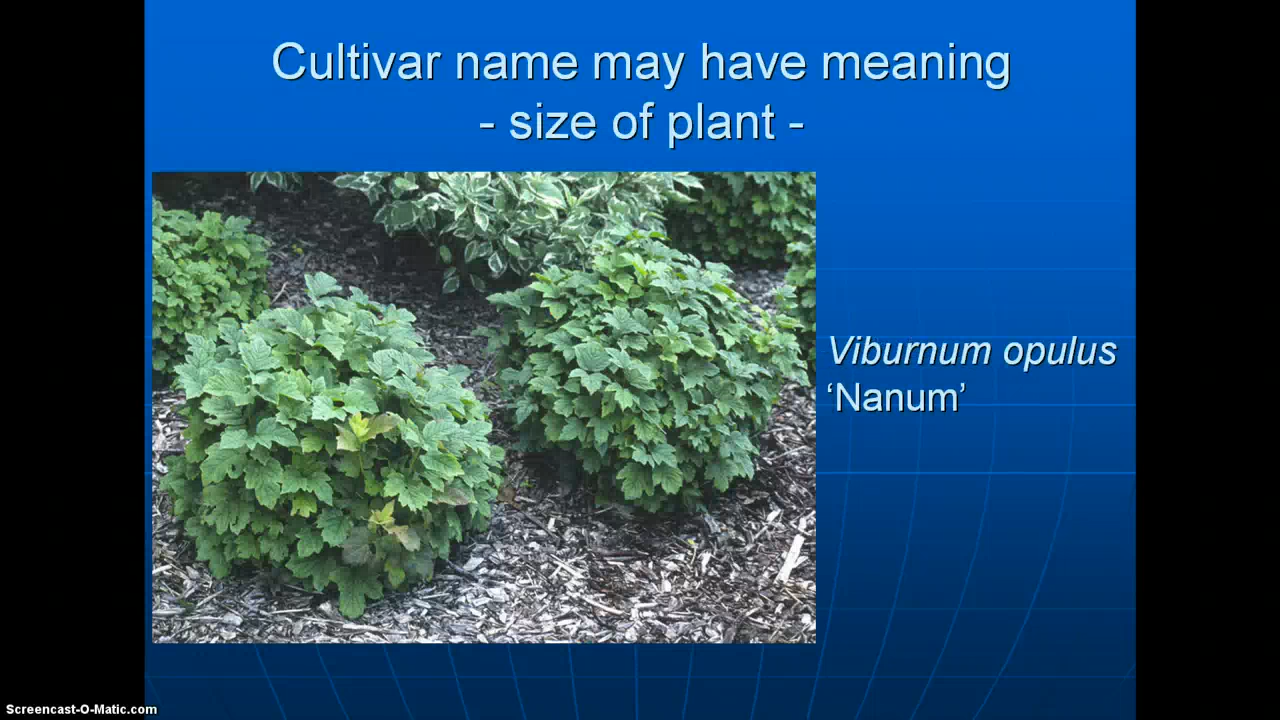 Cultivar name may have meaning
- size of plant -
Viburnum opulus
‘Nanum’
Screencast-O-Matic.com